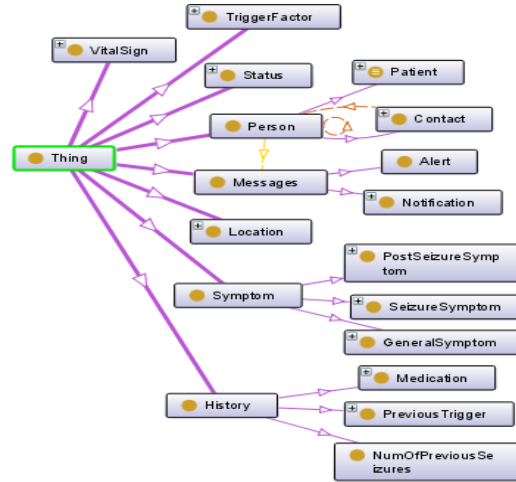 TriggerFactor
VitalSign
Status
Patient
Person
Contact
Thing
Alert
Messages
Notification
Location
PostSeizureSymp
tom
Symptom
SeizureSymptom
GeneralSymptom
Medication
History
PreviousTrigger
NumOfPreviousSe
izures